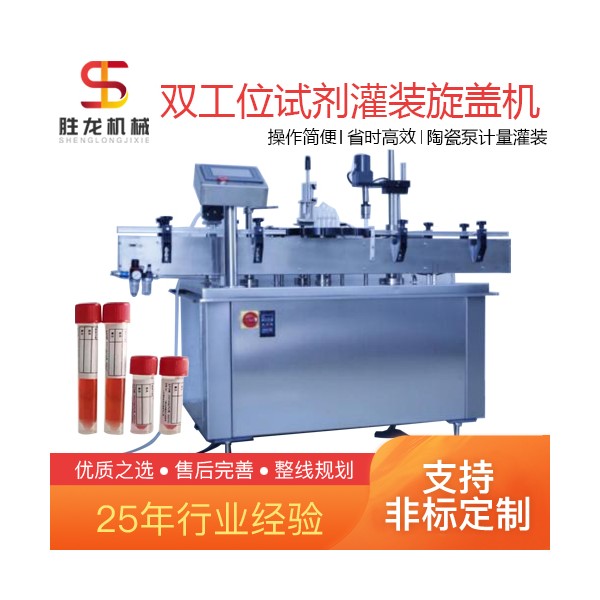 胜龙机械
SHENGLONGJIXIE
双工位试剂灌装旋盖机
操作简便| 省时高效 | 陶瓷泵计量灌装
优质之选 • 售后完善 • 整线规划
25年行业经验
支持
非标定制